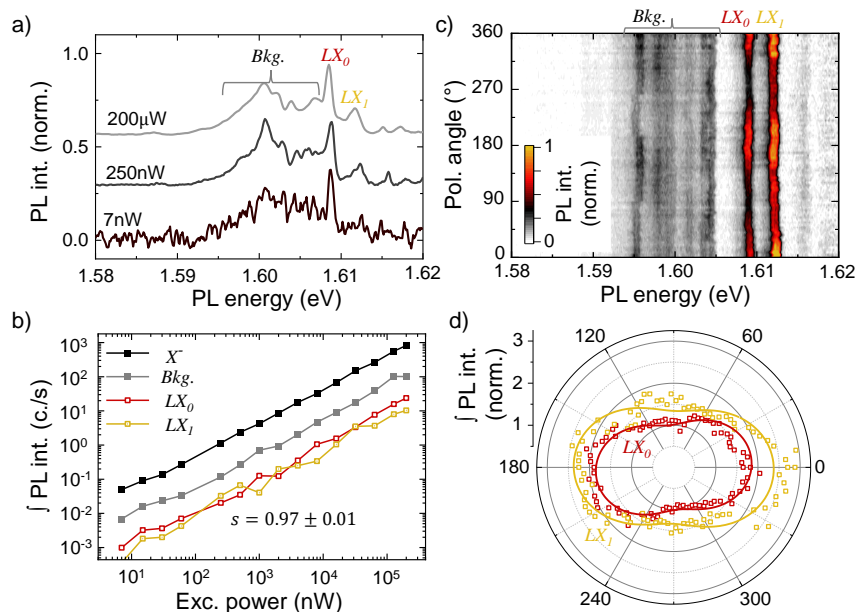 a)
PL int. (norm.)
1.0
0.5
0.0
Bkg.
LX0
LX1
200µW
250nW
7nW
1.58 1.59 1.60 1.61 1.62
PL energy (eV)
b)
∫ PL int. (c./s)
10³
10²
10¹
10⁰
10⁻¹
10⁻²
10⁻³
X⁻
Bkg.
LX0
LX1
s = 0.97 ± 0.01
10¹ 10² 10³ 10⁴ 10⁵
Exc. power (nW)
c)
Bkg. LX0 LX1
Pol. angle (°)
360
270
180
90
0
1
0
PL int.
(norm.)
1.58 1.59 1.60 1.61 1.62
PL energy (eV)
d)
∫ PL int.
(norm.)
3
2
1
0
120 60
180 0
240 300
LX0
LX1